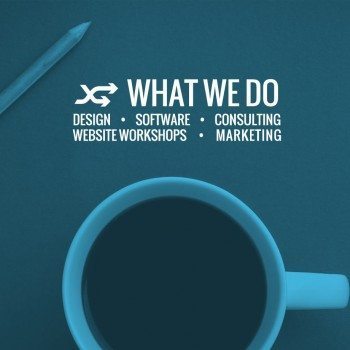 WHAT WE DO
DESIGN • SOFTWARE • CONSULTING
WEBSITE WORKSHOPS • MARKETING